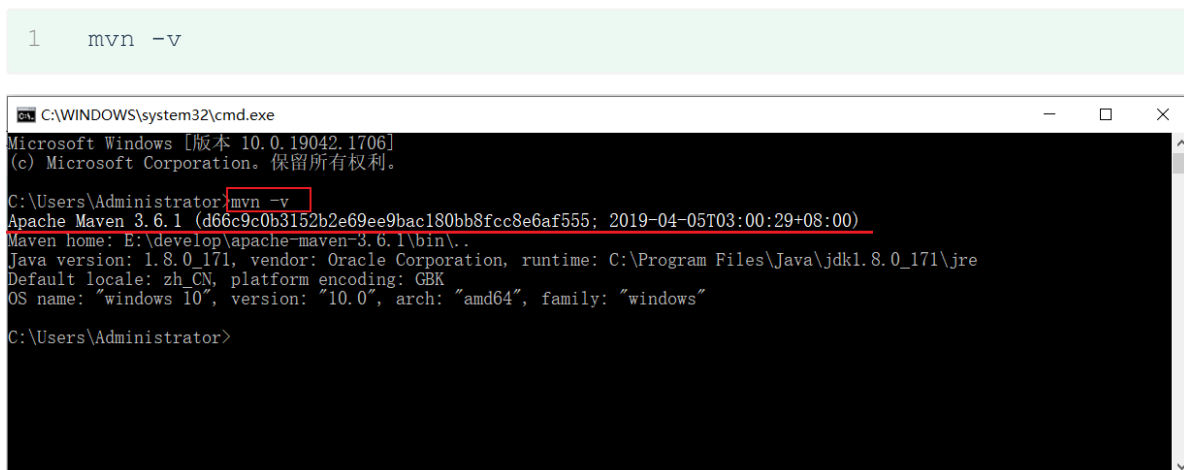 1 mvn -v
C:\WINDOWS\system32\cmd.exe
Microsoft Windows [版本 10.0.19042.1706]
(c) Microsoft Corporation。保留所有权利。
C:\Users\Administrator>mvn -v
Apache Maven 3.6.1 (d66c9c0b3152b2e69ee9bac180bb8fcc8e6af555; 2019-04-05T03:00:29+08:00)
Maven home: E:\develop\apache-maven-3.6.1\bin\..
Java version: 1.8.0_171, vendor: Oracle Corporation, runtime: C:\Program Files\Java\jdk1.8.0_171\jre
Default locale: zh_CN, platform encoding: GBK
OS name: "windows 10", version: "10.0", arch: "amd64", family: "windows"
C:\Users\Administrator>